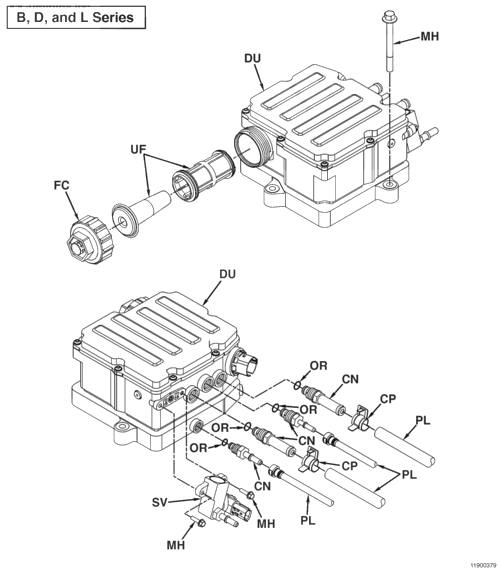 B, D, and L Series
MH
DU
UF
FC
DU
OR
CN
OR
CP
PL
OR
CN
OR
CP
PL
CN
SV
MH
PL
MH
11900379